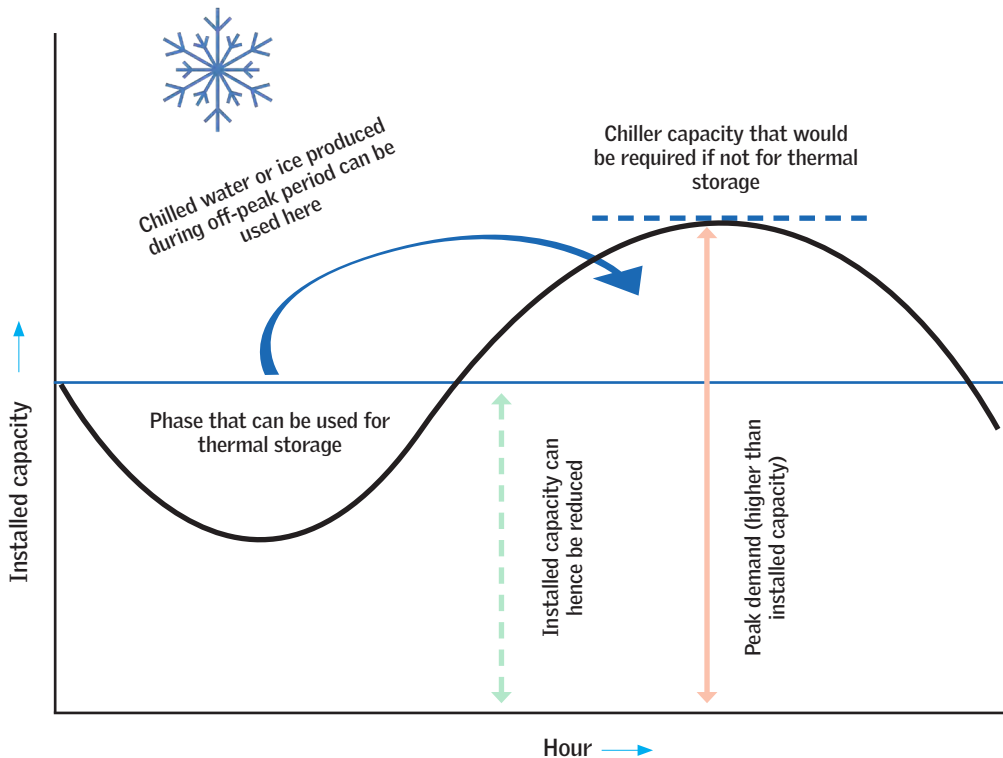 Chilled water or ice produced
during off-peak period can be
used here
Chiller capacity that would
be required if not for thermal
storage
Phase that can be used for
thermal storage
Installed capacity can
hence be reduced
Peak demand (higher than
installed capacity)
Installed capacity
Hour